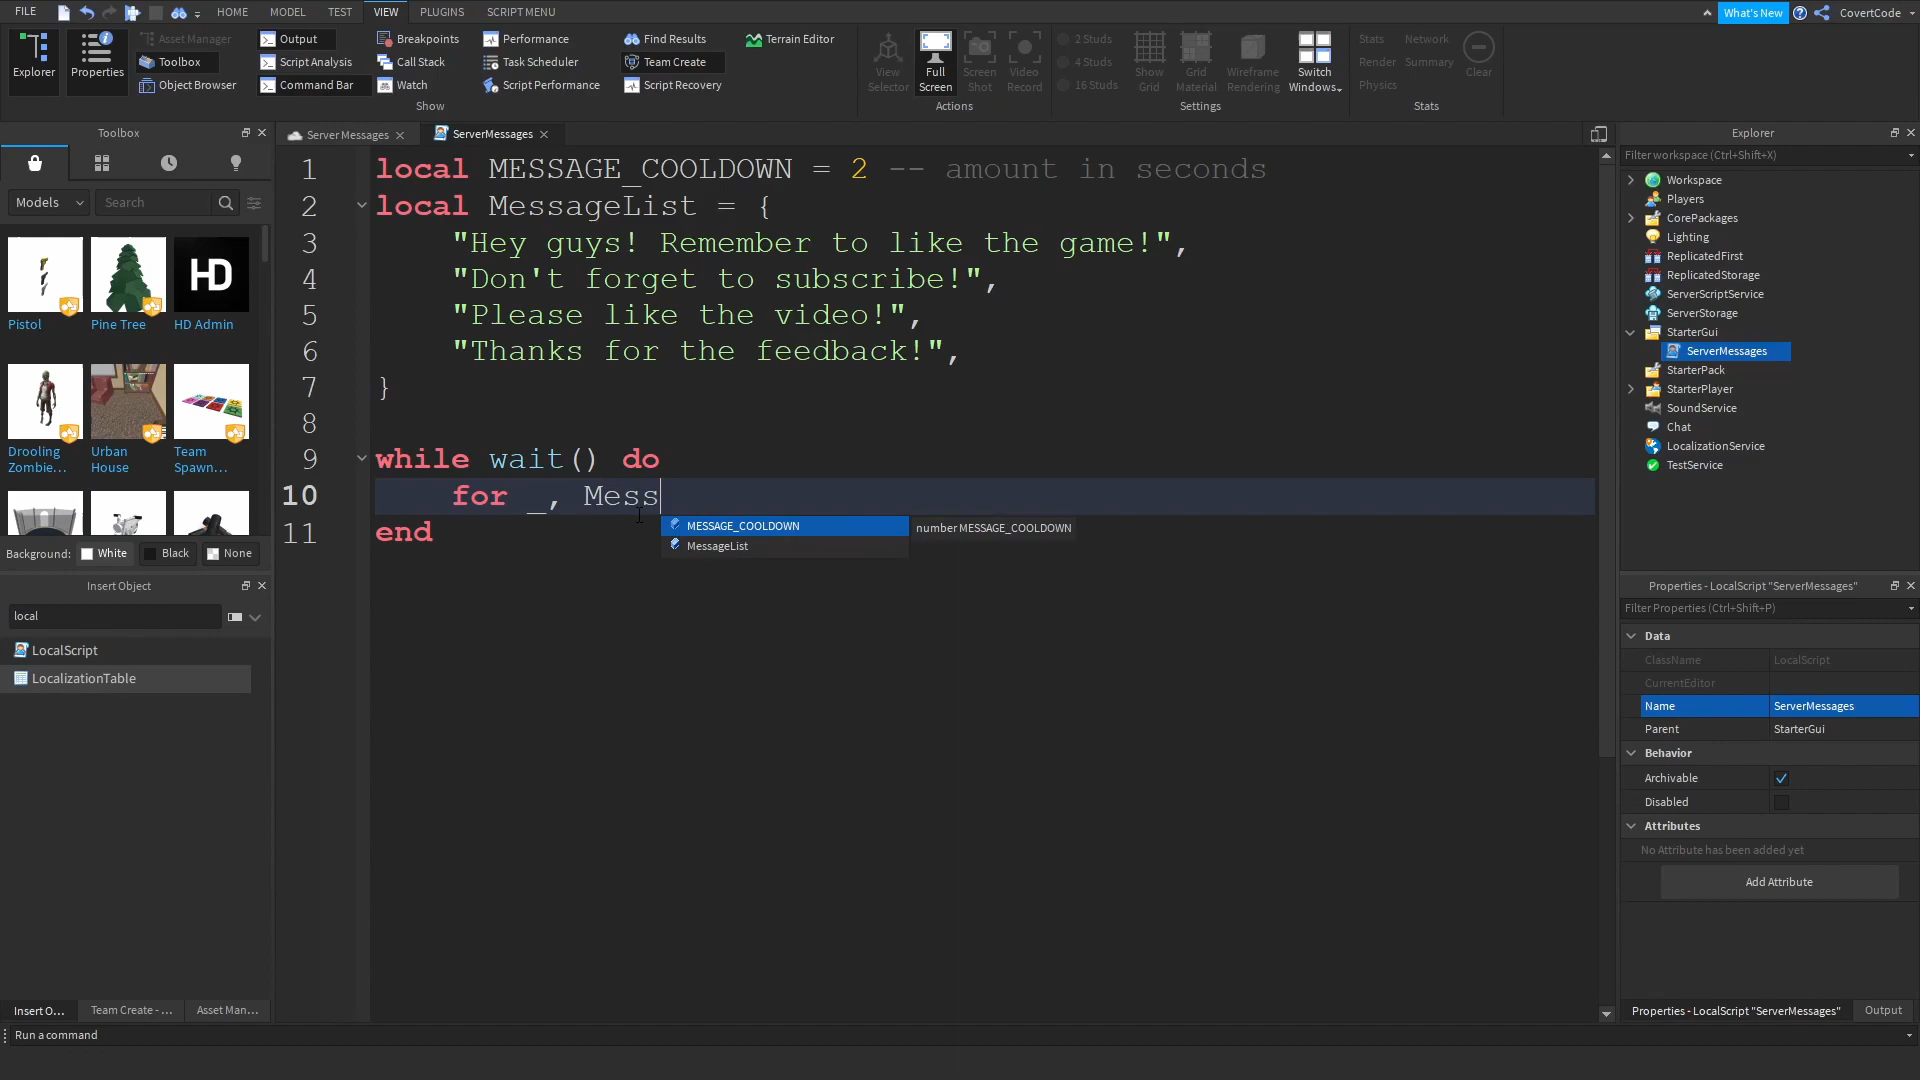 FILE
HOME
MODEL
TEST
VIEW
PLUGINS
SCRIPT MENU
What's New
CovertCode
Explorer
Properties
Asset Manager
Toolbox
Object Browser
Output
Script Analysis
Command Bar
Breakpoints
Call Stack
Watch
Performance
Task Scheduler
Script Performance
Find Results
Team Create
Script Recovery
Terrain Editor
Show
View
Selector
Full
Screen
Screen
Shot
Video
Record
Actions
2 Studs
4 Studs
16 Studs
Show
Grid
Grid
Material
Wireframe
Rendering
Switch
Windows
Settings
Stats
Network
Render
Summary
Physics
Clear
Stats
Toolbox
Models
Search
HD
Pistol
Pine Tree
HD Admin
Drooling
Zombie...
Urban
House
Team
Spawn...
Background:
White
Black
None
Insert Object
local
LocalScript
LocalizationTable
Insert O...
Team Create - ...
Asset Man...
Run a command
Server Messages
ServerMessages
1 local MESSAGE_COOLDOWN = 2 -- amount in seconds
2 local MessageList = {
3 "Hey guys! Remember to like the game!",
4 "Don't forget to subscribe!",
5 "Please like the video!",
6 "Thanks for the feedback!",
7 }
8
9 while wait() do
10 for _, Mess
11 end
MESSAGE_COOLDOWN
MessageList
number MESSAGE_COOLDOWN
Explorer
Filter workspace (Ctrl+Shift+X)
Workspace
Players
CorePackages
Lighting
ReplicatedFirst
ReplicatedStorage
ServerScriptService
ServerStorage
StarterGui
ServerMessages
StarterPack
StarterPlayer
SoundService
Chat
LocalizationService
TestService
Properties - LocalScript "ServerMessages"
Filter Properties (Ctrl+Shift+P)
Data
ClassName LocalScript
CurrentEditor
Name ServerMessages
Parent StarterGui
Behavior
Archivable
Disabled
Attributes
No Attribute has been added yet
Add Attribute
Properties - LocalScript "ServerMessages"
Output